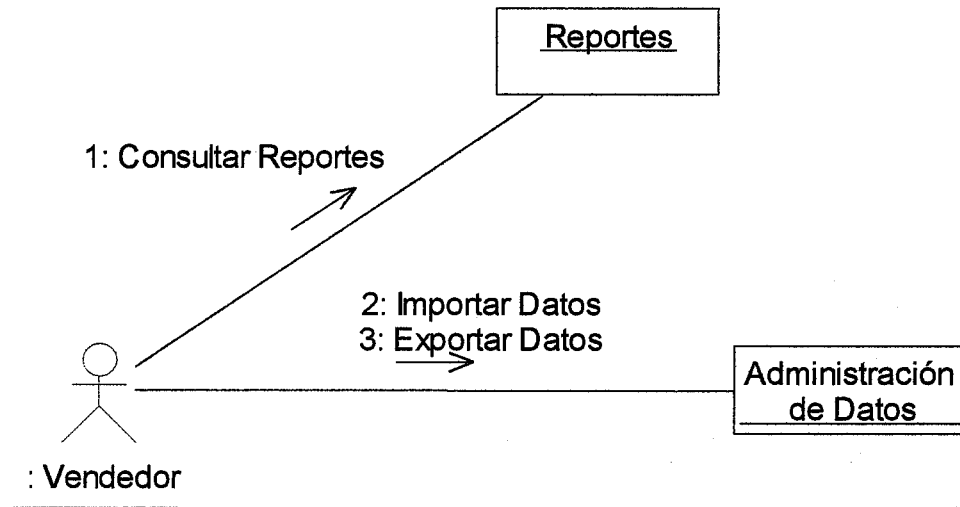 Reportes
1: Consultar Reportes
2: Importar Datos
3: Exportar Datos
Administración
de Datos
: Vendedor